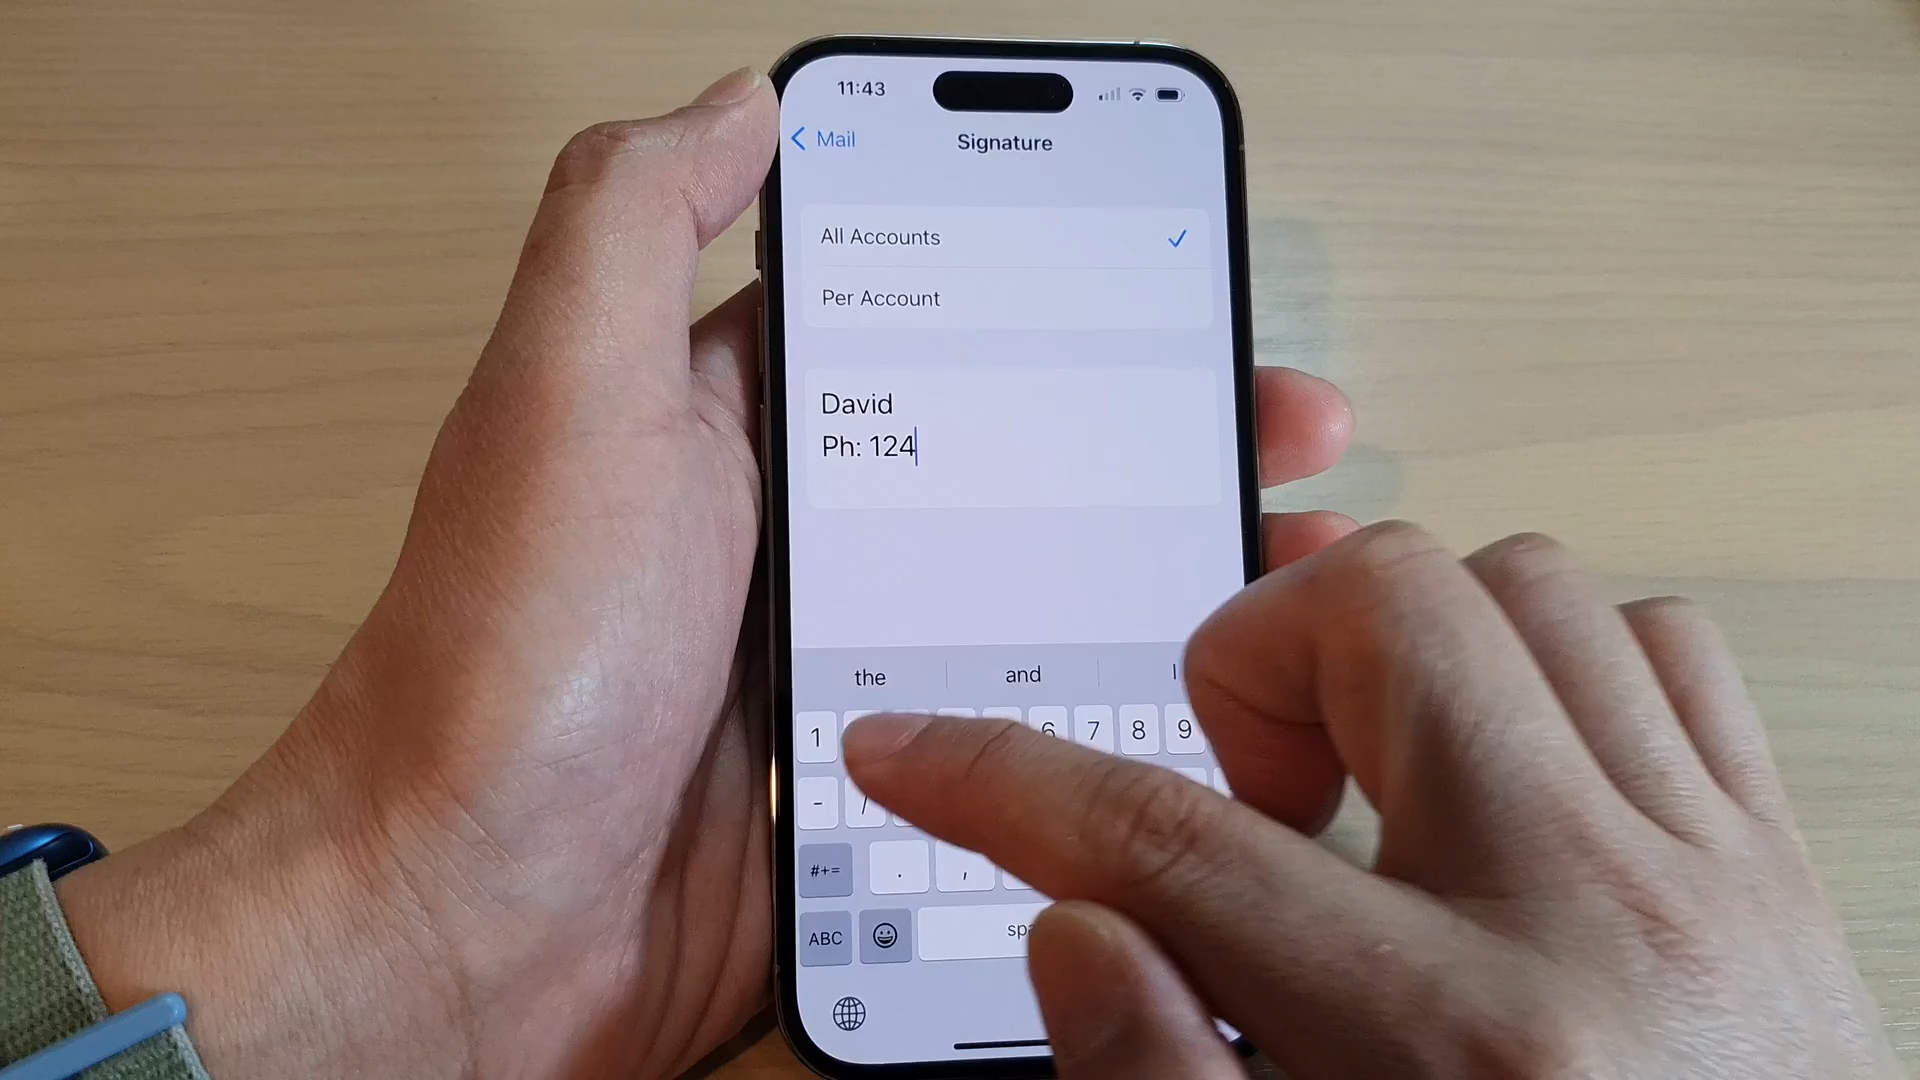 11:43
Mail
Signature
All Accounts
Per Account
David
Ph: 124
the and I
1 6 7 8 9
- /
#+= . ,
ABC spa